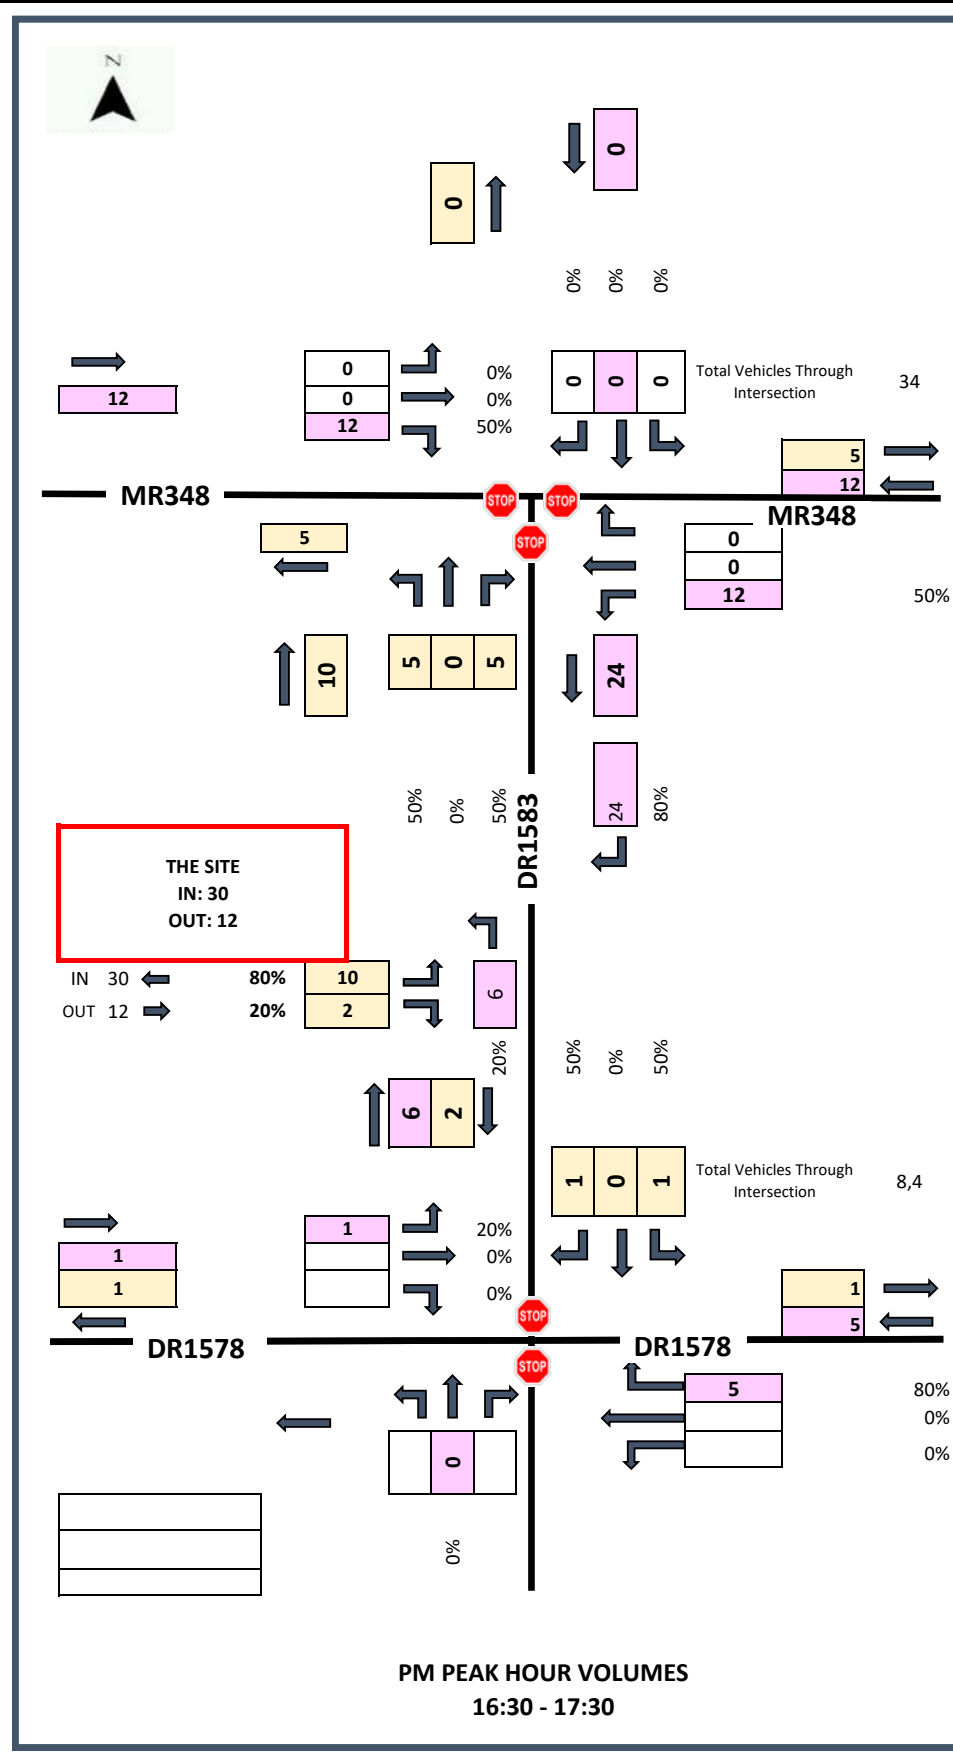 N
0
0
0% 0% 0%
0 0%
0 0%
12 50%
12
0 0 0
Total Vehicles Through
Intersection
34
5
12
MR348
STOP STOP
MR348
STOP
5
0
0
12 50%
5 0 5
10
24
24 80%
50% 0% 50%
DR1583
THE SITE
IN: 30
OUT: 12
IN 30 80% 10
OUT 12 20% 2
6
20%
50% 0% 50%
6 2
1 0 1
Total Vehicles Through
Intersection
8,4
1 20%
0%
0%
1
1
1
5
STOP
DR1578
DR1578
STOP
5 80%
0%
0%
0
0%
PM PEAK HOUR VOLUMES
16:30 - 17:30